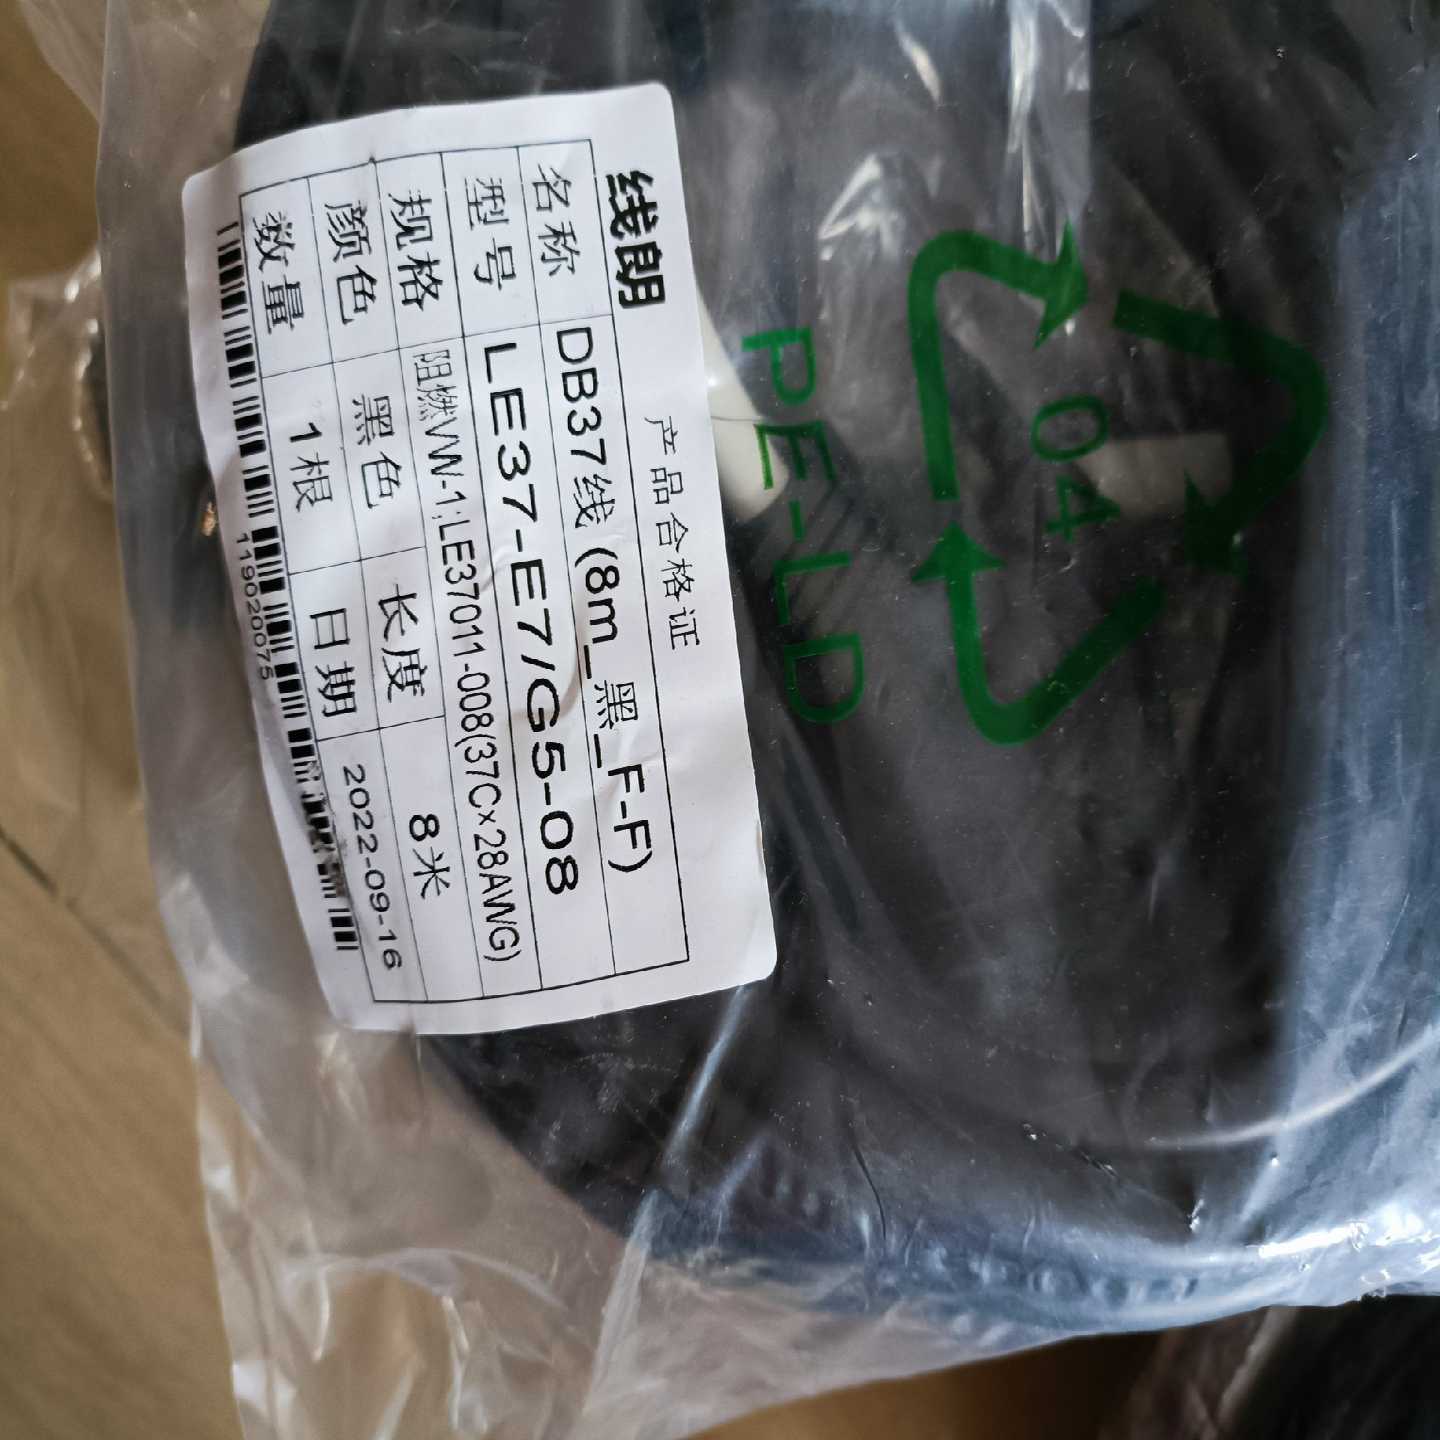 线朗
产品合格证
名称 DB37线 (8m_黑_F-F)
型号 LE37-E7/G5-08
规格 阻燃VW-1;LE37011-008(37C×28AWG)
颜色 黑色 长度 8米
数量 1根 日期 2022-09-16
119020075
04
PE-LD